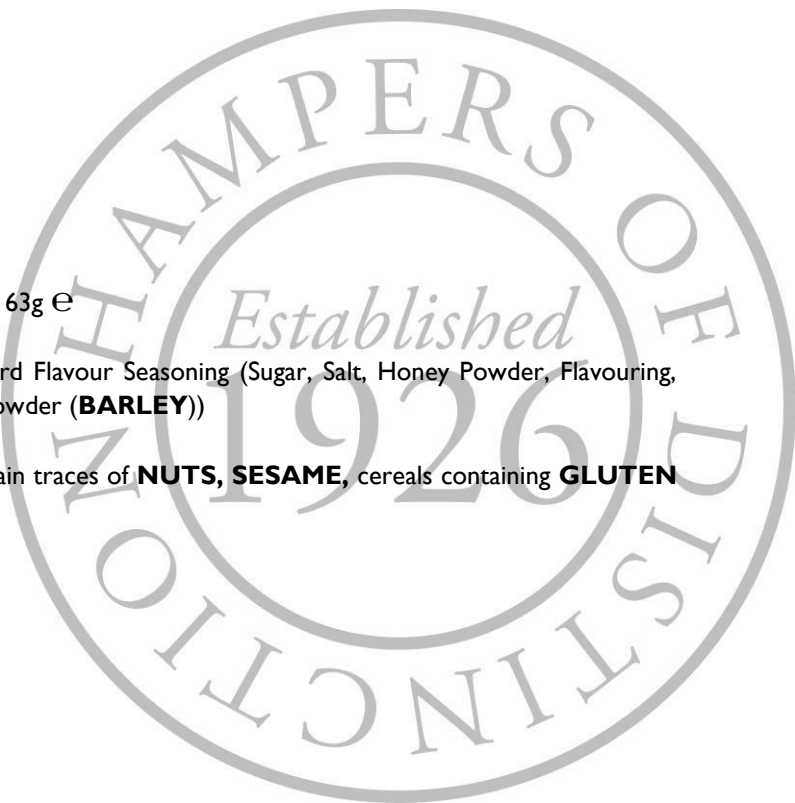 HAMPERS OF DISTINCTION
Established
1926
63g ℮
rd Flavour Seasoning (Sugar, Salt, Honey Powder, Flavouring,
owder (BARLEY))
ain traces of NUTS, SESAME, cereals containing GLUTEN